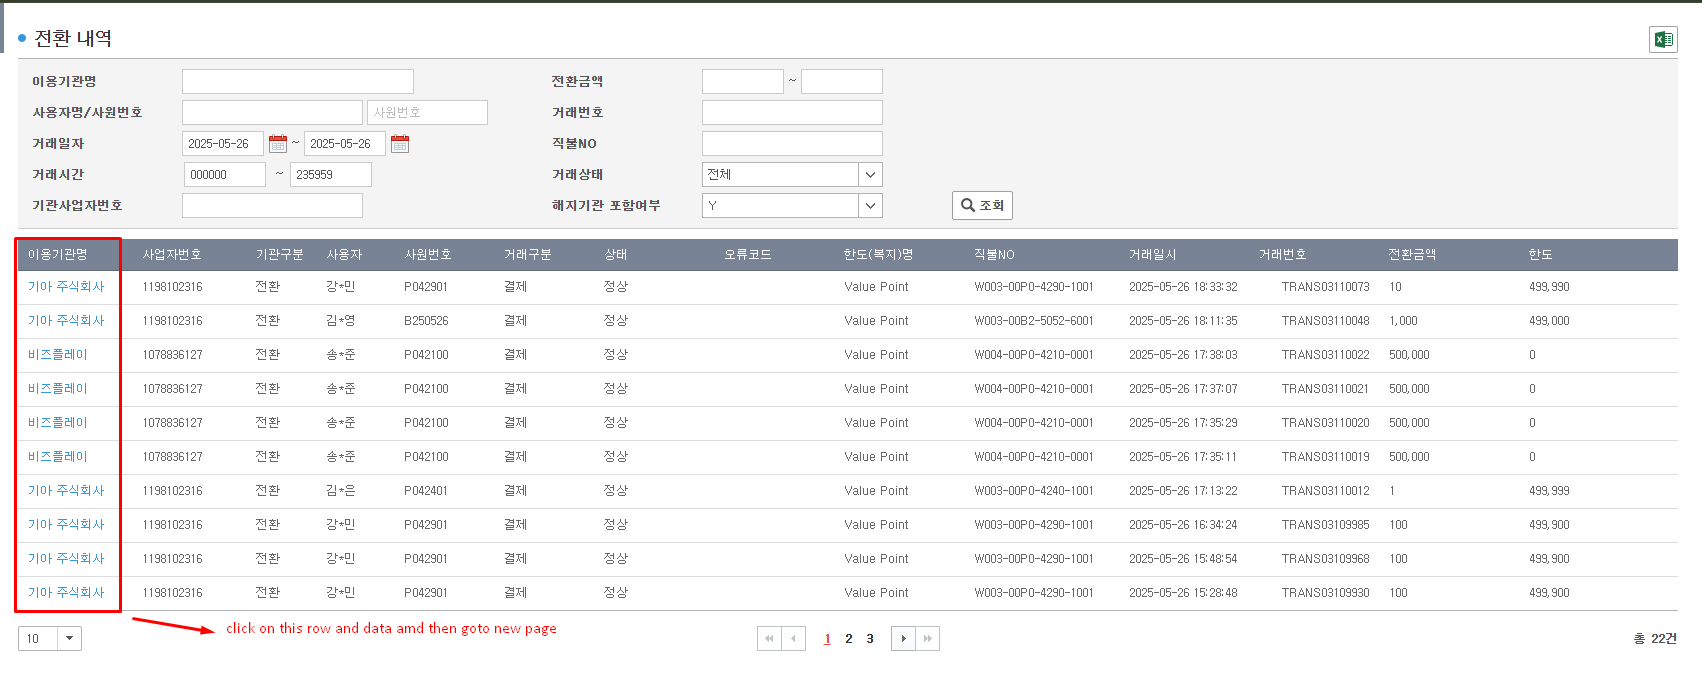 전환 내역
이용기관명 전환금액 ~
사용자명/사원번호 사원번호 거래번호
거래일자 2025-05-26 ~ 2025-05-26 직불NO
거래시간 000000 ~ 235959 거래상태 전체
기관사업자번호 해지기관 포함여부 Y 조회
이용기관명 사업자번호 기관구분 사용자 사원번호 거래구분 상태 오류코드 한도(복지)명 직불NO 거래일시 거래번호 전환금액 한도
기아 주식회사 1198102316 전환 강*민 P042901 결제 정상 Value Point W003-00P0-4290-1001 2025-05-26 18:33:32 TRANS03110073 10 499,990
기아 주식회사 1198102316 전환 김*영 B250526 결제 정상 Value Point W003-00B2-5052-6001 2025-05-26 18:11:35 TRANS03110048 1,000 499,000
비즈플레이 1078836127 전환 송*준 P042100 결제 정상 Value Point W004-00P0-4210-0001 2025-05-26 17:38:03 TRANS03110022 500,000 0
비즈플레이 1078836127 전환 송*준 P042100 결제 정상 Value Point W004-00P0-4210-0001 2025-05-26 17:37:07 TRANS03110021 500,000 0
비즈플레이 1078836127 전환 송*준 P042100 결제 정상 Value Point W004-00P0-4210-0001 2025-05-26 17:35:29 TRANS03110020 500,000 0
비즈플레이 1078836127 전환 송*준 P042100 결제 정상 Value Point W004-00P0-4210-0001 2025-05-26 17:35:11 TRANS03110019 500,000 0
기아 주식회사 1198102316 전환 김*은 P042401 결제 정상 Value Point W003-00P0-4240-1001 2025-05-26 17:13:22 TRANS03110012 1 499,999
기아 주식회사 1198102316 전환 강*민 P042901 결제 정상 Value Point W003-00P0-4290-1001 2025-05-26 16:34:24 TRANS03109985 100 499,900
기아 주식회사 1198102316 전환 강*민 P042901 결제 정상 Value Point W003-00P0-4290-1001 2025-05-26 15:48:54 TRANS03109968 100 499,900
기아 주식회사 1198102316 전환 강*민 P042901 결제 정상 Value Point W003-00P0-4290-1001 2025-05-26 15:28:48 TRANS03109930 100 499,900
click on this row and data amd then goto new page
10 1 2 3 총 22건